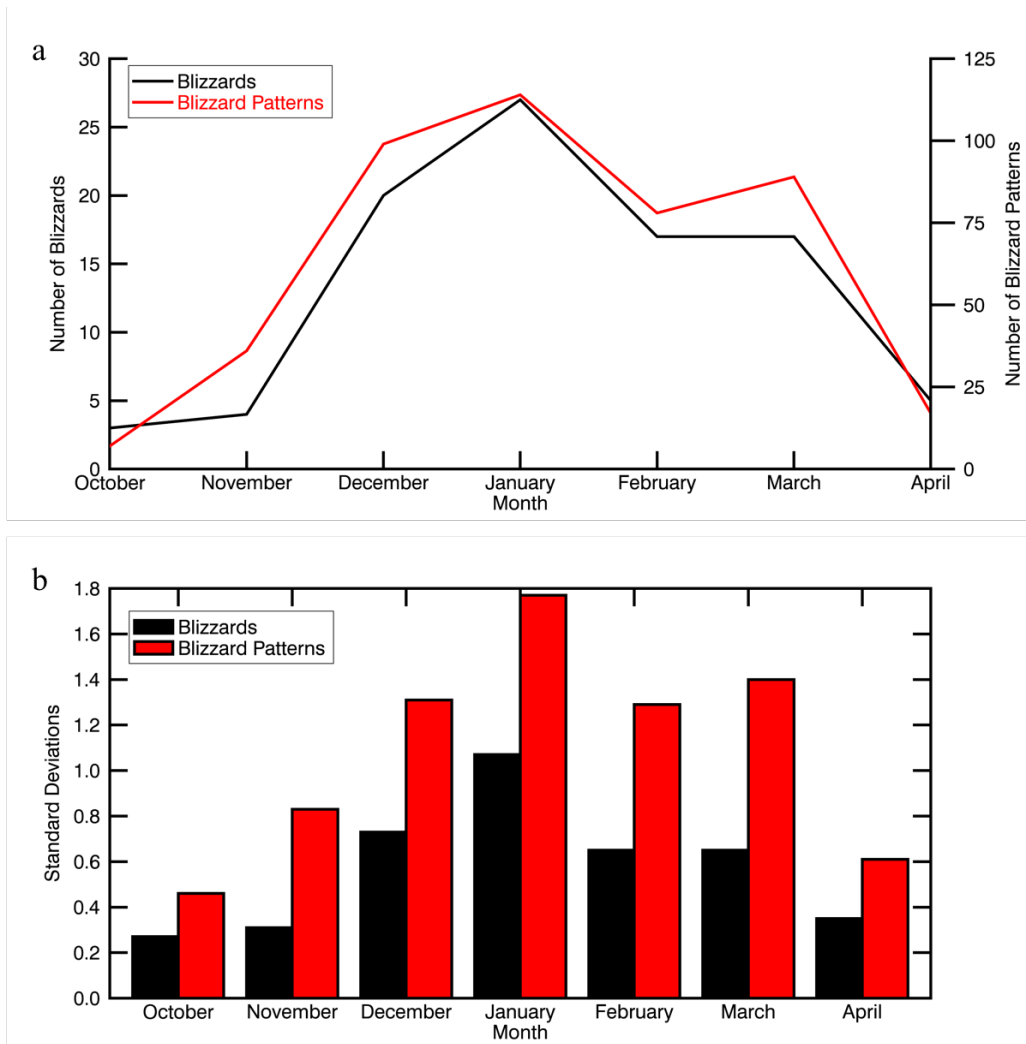 a
Blizzards
Blizzard Patterns
30
25
20
15
10
5
0
Number of Blizzards
125
100
75
50
25
0
Number of Blizzard Patterns
October November December January February March April
Month
b
Blizzards
Blizzard Patterns
1.8
1.6
1.4
1.2
1.0
0.8
0.6
0.4
0.2
0.0
Standard Deviations
October November December January February March April
Month